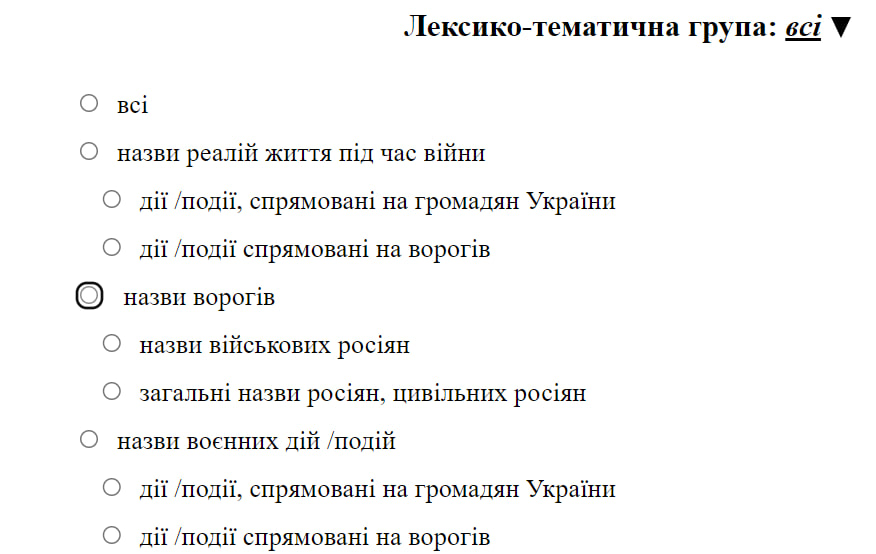 Лексико-тематична група: всі ▼
всі
назви реалій життя під час війни
дії /події, спрямовані на громадян України
дії /події спрямовані на ворогів
назви ворогів
назви військових росіян
загальні назви росіян, цивільних росіян
назви воєнних дій /подій
дії /події, спрямовані на громадян України
дії /події спрямовані на ворогів